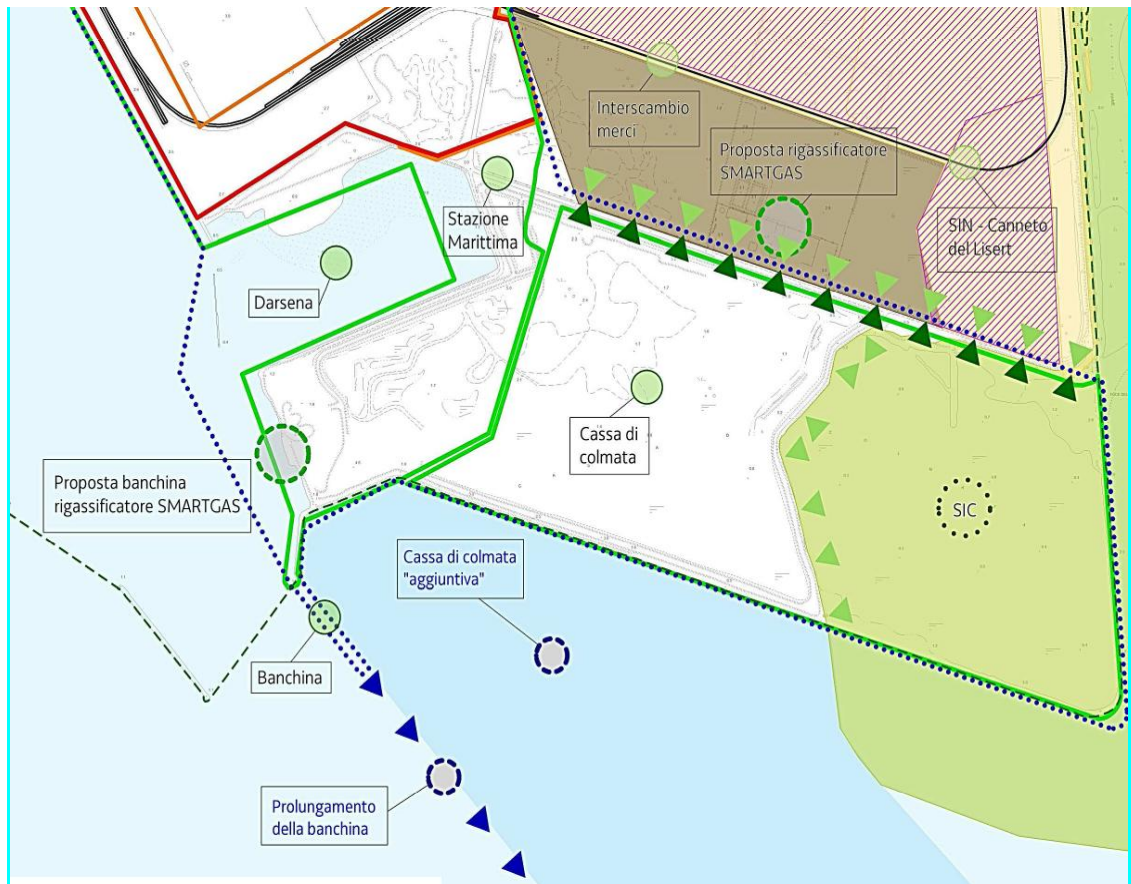 Interscambio
merci
Proposta rigassificatore
SMARTGAS
Stazione
Marittima
SIN - Canneto
del Lisert
Darsena
Cassa di
colmata
Proposta banchina
rigassificatore SMARTGAS
SIC
Cassa di colmata
"aggiuntiva"
Banchina
Prolungamento
della banchina